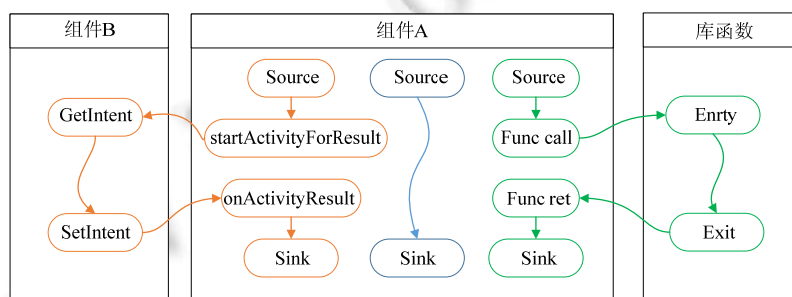 组件B
组件A
库函数
Source
Source
Source
GetIntent
startActivityForResult
Func call
Enrty
SetIntent
onActivityResult
Func ret
Exit
Sink
Sink
Sink